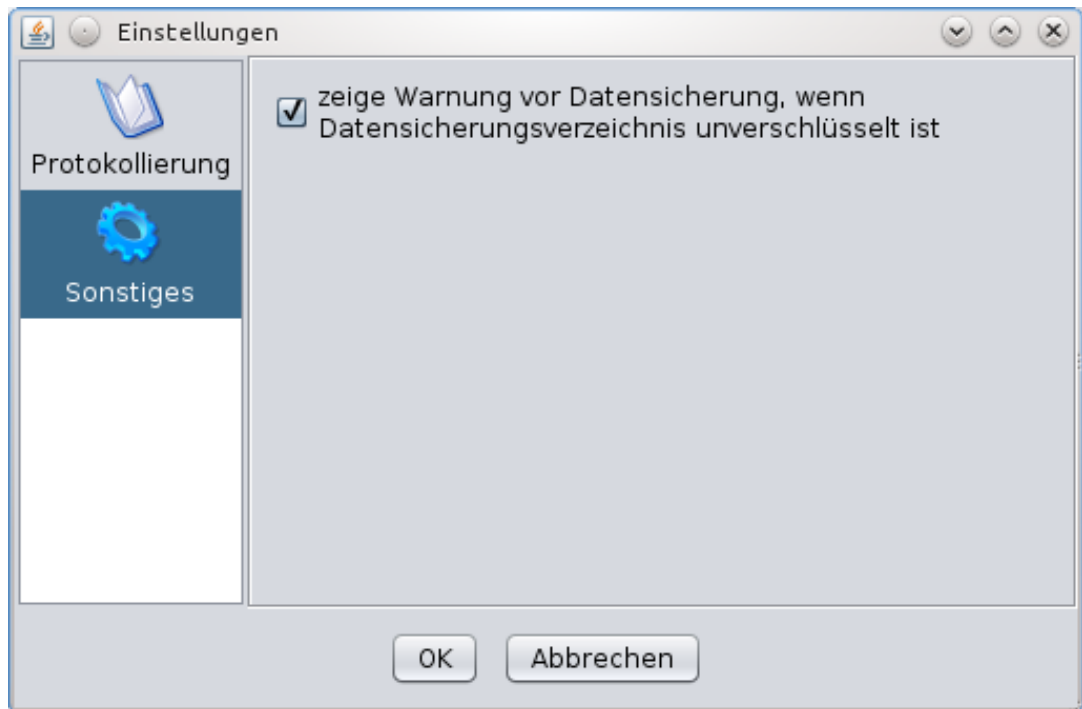 Einstellungen
Protokollierung
Sonstiges
zeige Warnung vor Datensicherung, wenn
Datensicherungsverzeichnis unverschlüsselt ist
OK
Abbrechen